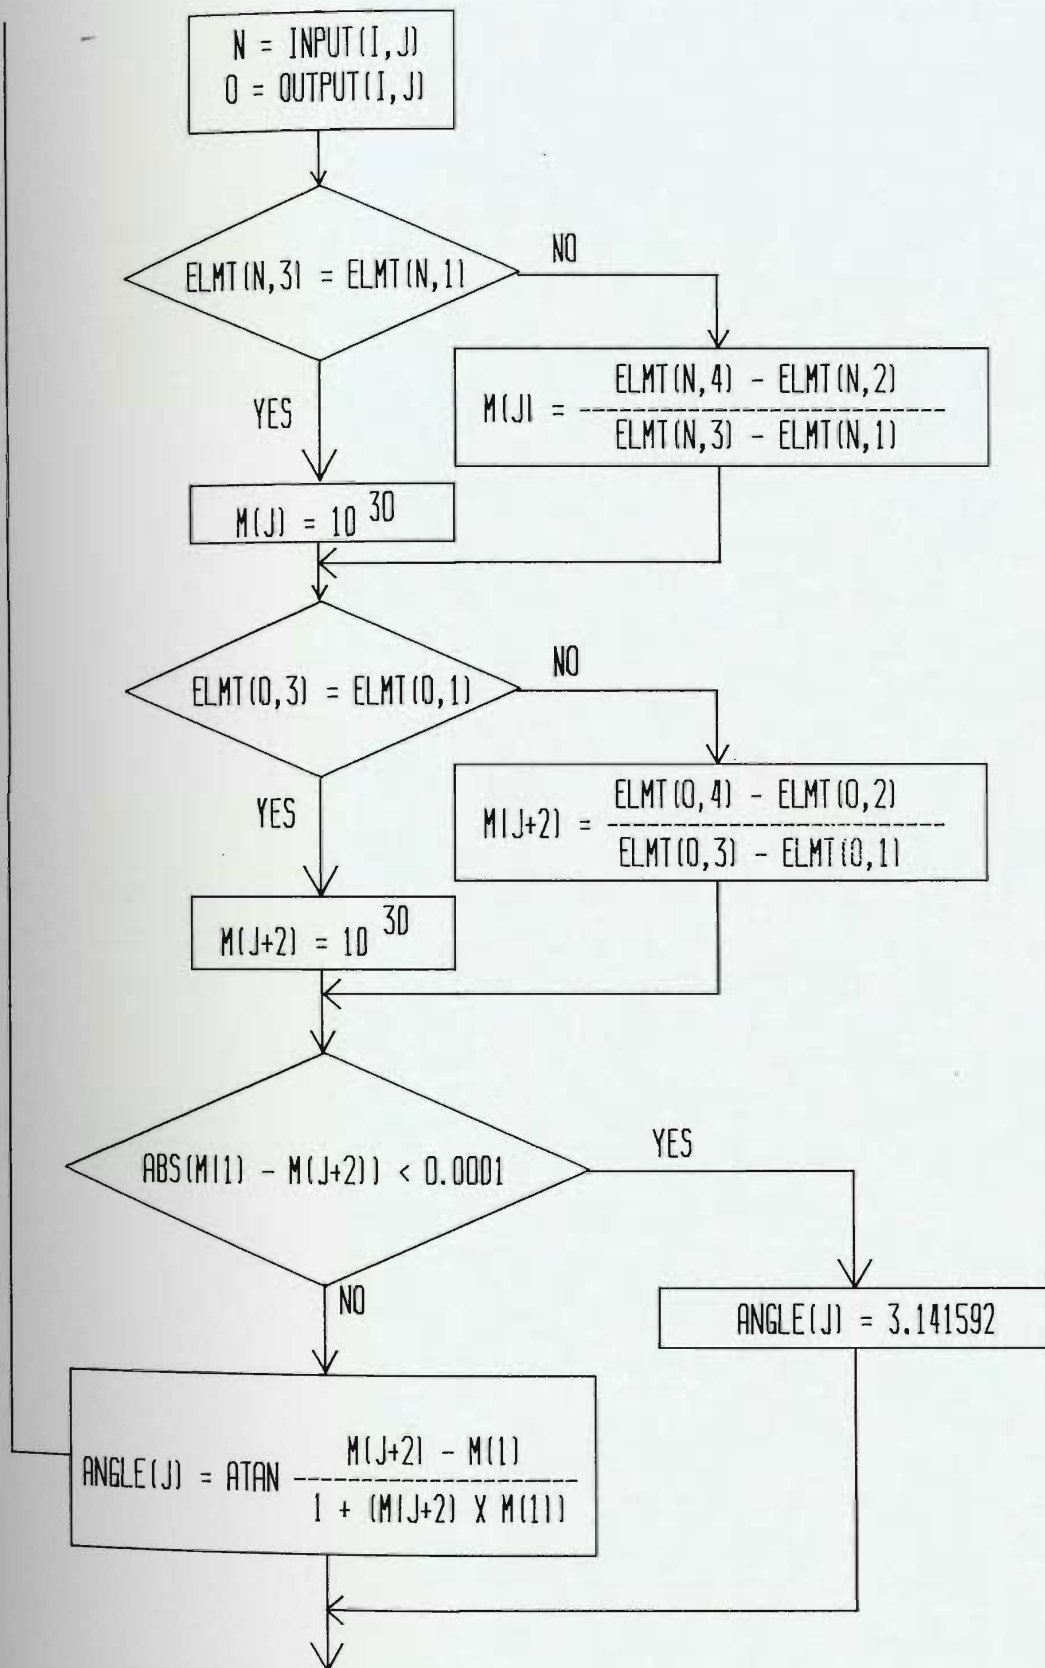 N = INPUT(I,J)
O = OUTPUT(I,J)
ELMT(N,3) = ELMT(N,1)
NO
YES
ELMT(N,4) - ELMT(N,2)
M(J) = --------------------------
ELMT(N,3) - ELMT(N,1)
M(J) = 10 30
ELMT(O,3) = ELMT(O,1)
NO
YES
ELMT(O,4) - ELMT(O,2)
M(J+2) = ------------------------
ELMT(O,3) - ELMT(O,1)
M(J+2) = 10 30
ABS(M(1) - M(J+2)) < 0.0001
YES
NO
ANGLE(J) = 3.141592
M(J+2) - M(1)
ANGLE(J) = ATAN --------------------
1 + (M(J+2) X M(1))